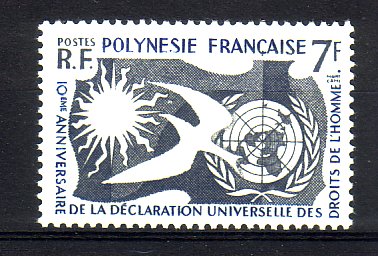 POSTES
R.F.
POLYNESIE FRANÇAISE
7F
10ÈME ANNIVERSAIRE
DE LA DÉCLARATION UNIVERSELLE DES
DROITS DE L'HOMME